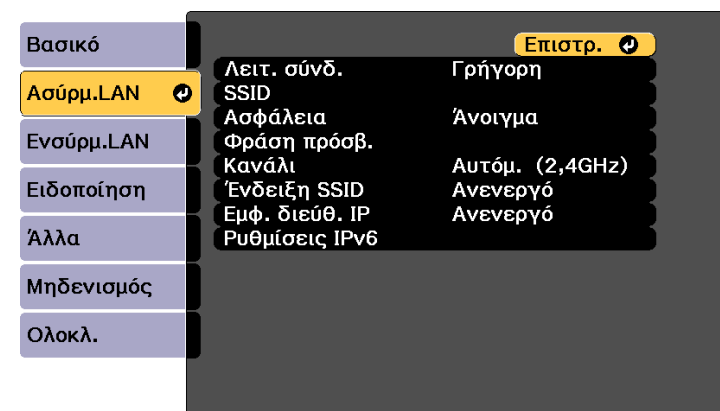 Βασικό
Ασύρμ.LAN
Ενσύρμ.LAN
Ειδοποίηση
Άλλα
Μηδενισμός
Ολοκλ.
Επιστρ.
Λειτ. σύνδ. Γρήγορη
SSID
Ασφάλεια Άνοιγμα
Φράση πρόσβ.
Κανάλι Αυτόμ. (2,4GHz)
Ένδειξη SSID Ανενεργό
Εμφ. διεύθ. IP Ανενεργό
Ρυθμίσεις IPv6